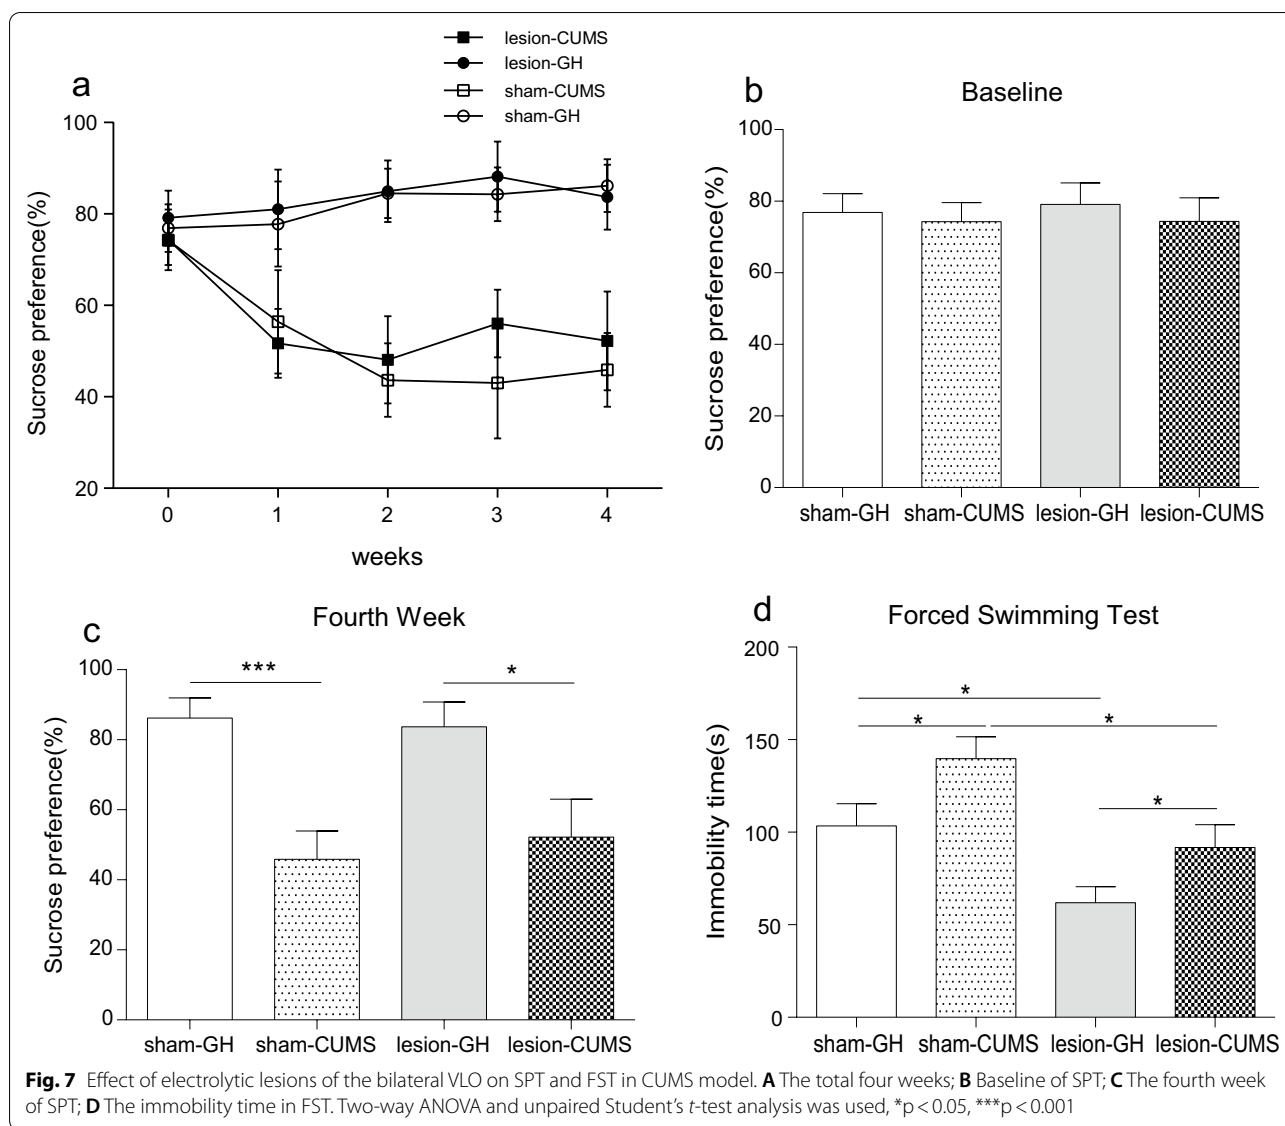 lesion-CUMS
lesion-GH
sham-CUMS
sham-GH
a
Sucrose preference(%)
100
80
60
40
20
0 1 2 3 4
weeks
b
Baseline
Sucrose preference(%)
100
80
60
40
20
0
sham-GH sham-CUMS lesion-GH lesion-CUMS
c
Fourth Week
Sucrose preference(%)
100
80
60
40
20
0
*** *
sham-GH sham-CUMS lesion-GH lesion-CUMS
d
Forced Swimming Test
Immobility time(s)
200
150
100
50
0
*
* *
*
sham-GH sham-CUMS lesion-GH lesion-CUMS
Fig. 7 Effect of electrolytic lesions of the bilateral VLO on SPT and FST in CUMS model. A The total four weeks; B Baseline of SPT; C The fourth week
of SPT; D The immobility time in FST. Two-way ANOVA and unpaired Student’s t-test analysis was used, *p < 0.05, ***p < 0.001